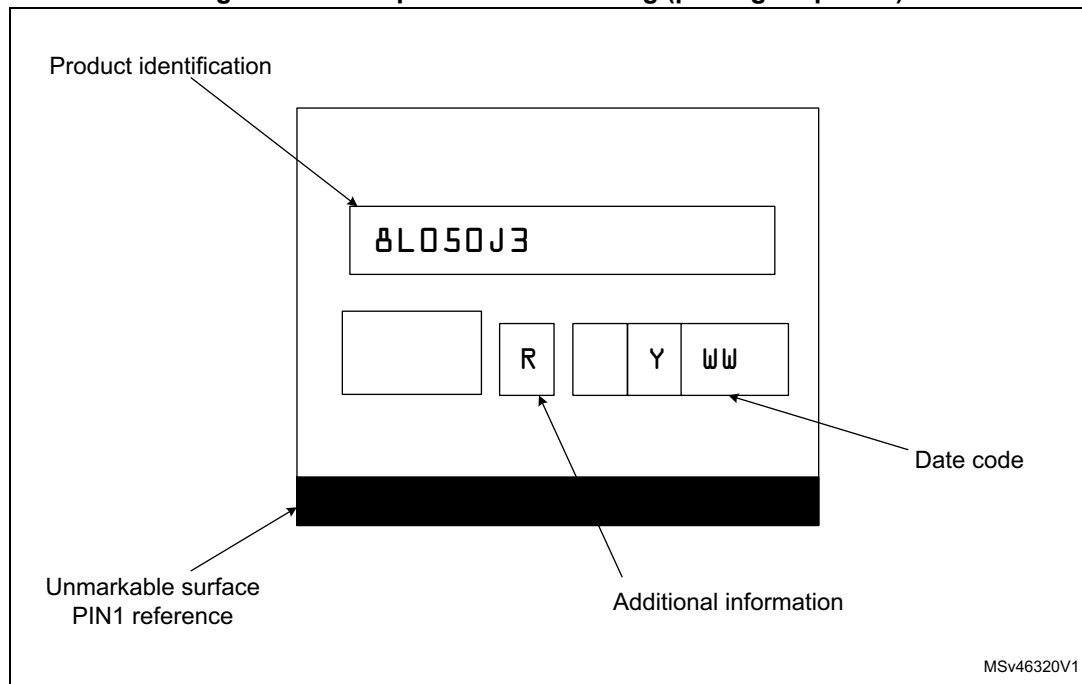 Product identification
8L050J3
R Y WW
Date code
Unmarkable surface
PIN1 reference
Additional information
MSv46320V1